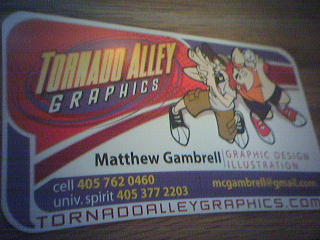 TORNADO ALLEY
GRAPHICS
Matthew Gambrell GRAPHIC DESIGN
ILLUSTRATION
cell 405 762 0460 mcgambrell@gmail.com
univ. spirit 405 377 2203
TORNADOALLEYGRAPHICS.COM